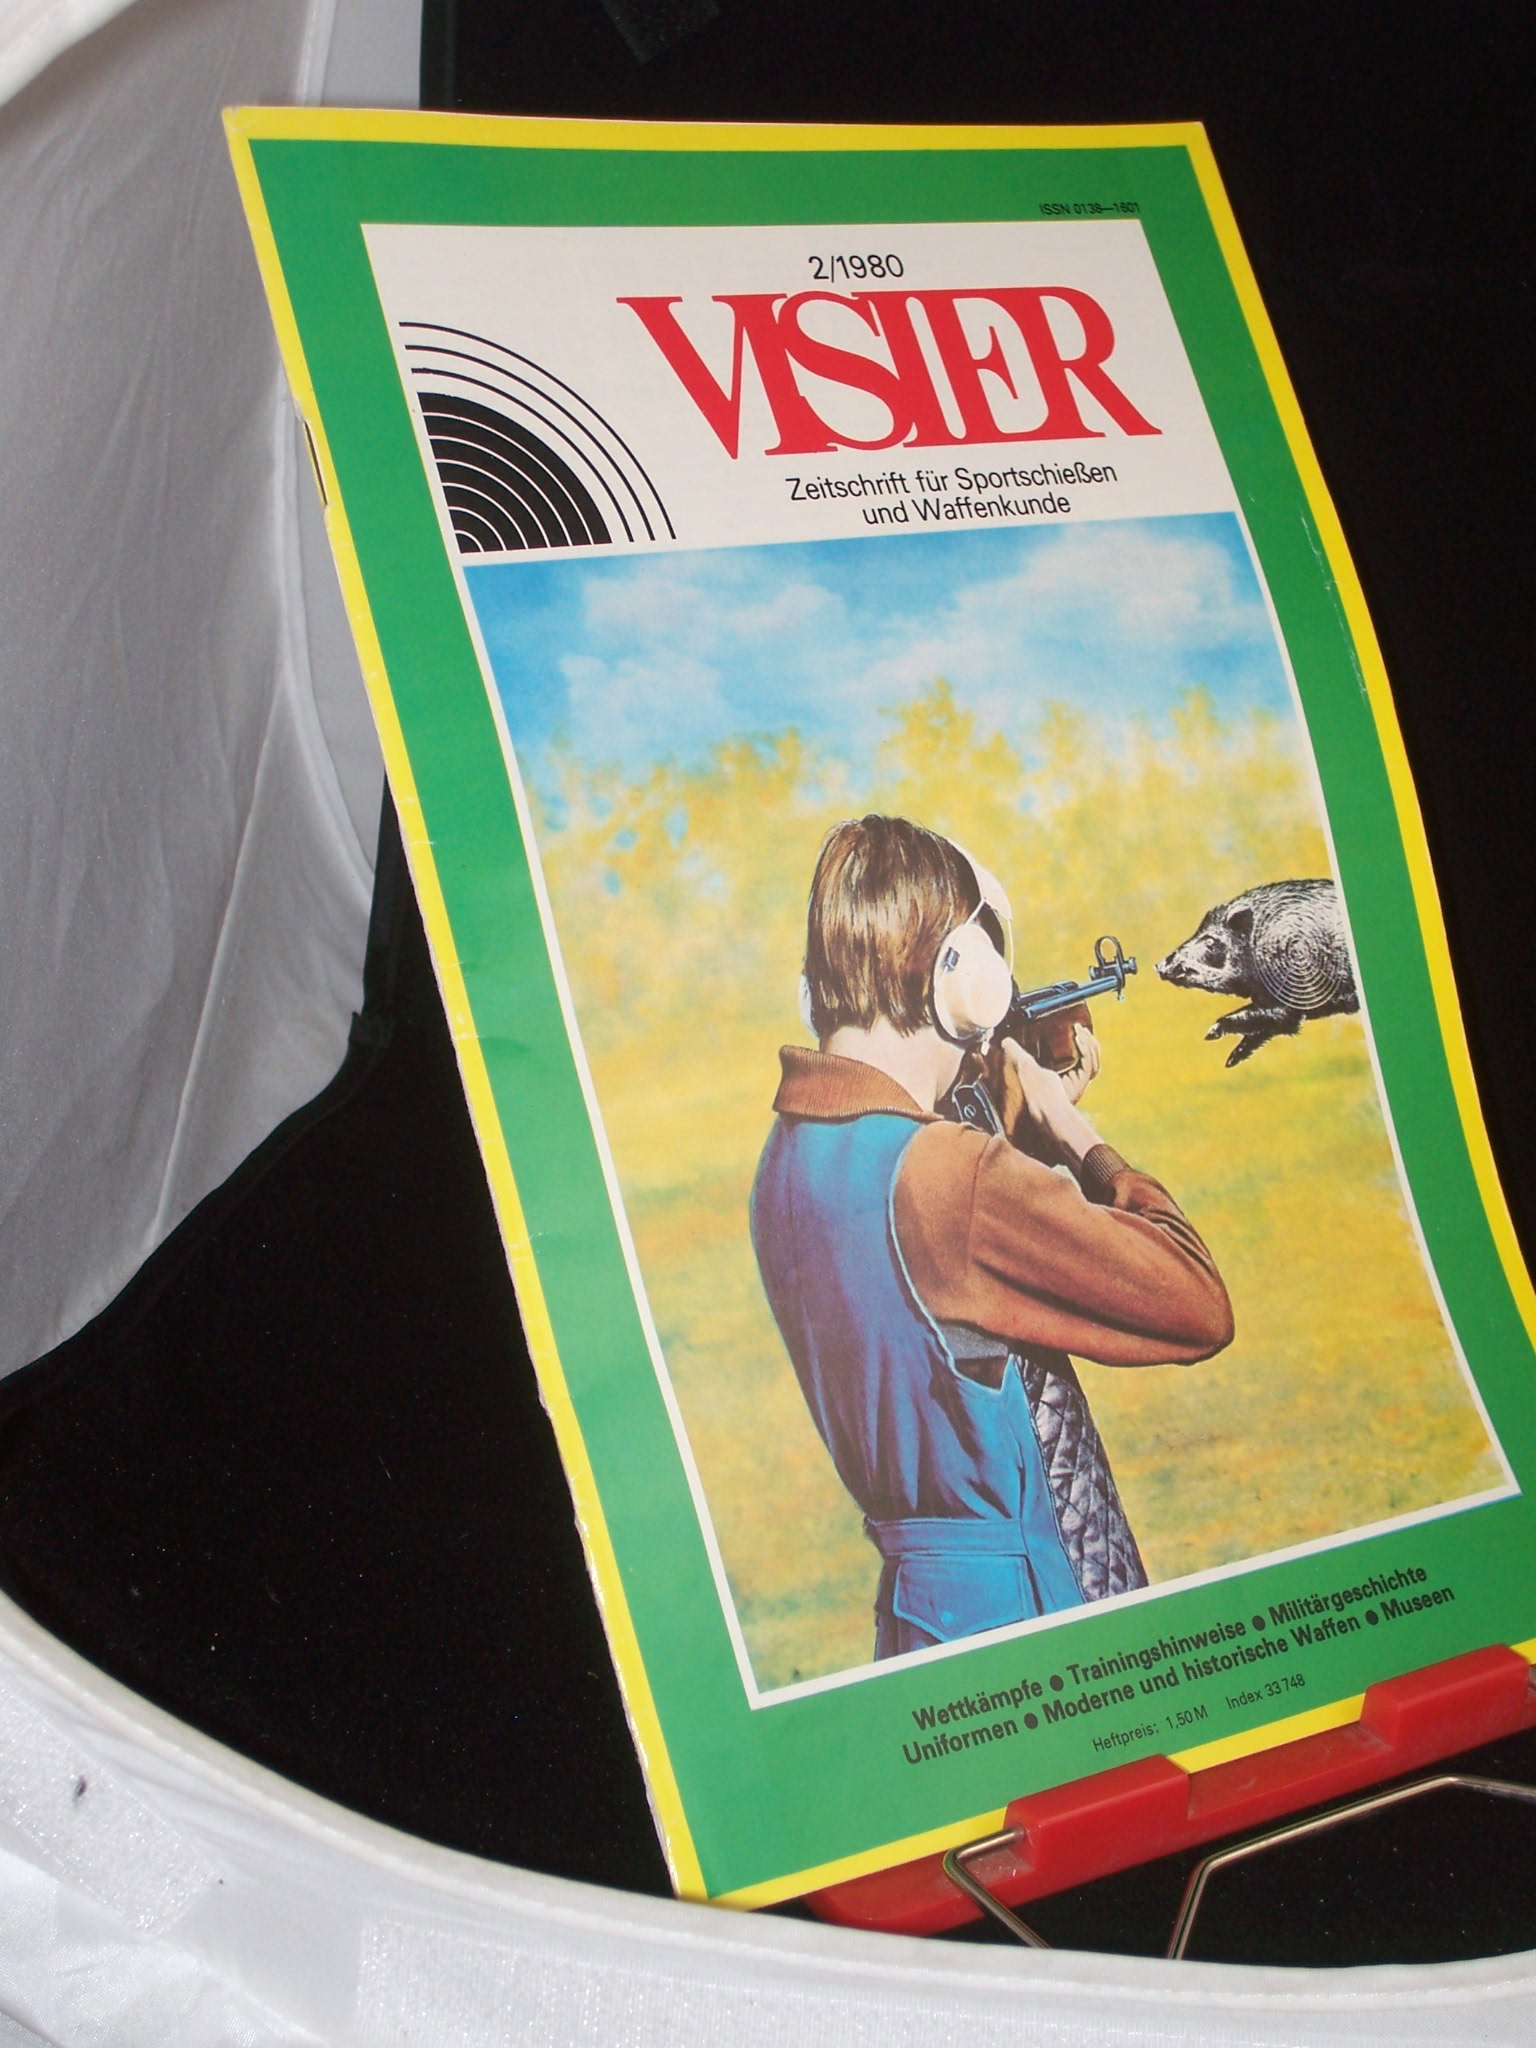 ISSN 0138—1601
2/1980
VISIER
Zeitschrift für Sportschießen
und Waffenkunde
Wettkämpfe ● Trainingshinweise ● Militärgeschichte
Uniformen ● Moderne und historische Waffen ● Museen
Heftpreis: 1,50 M Index 33 748